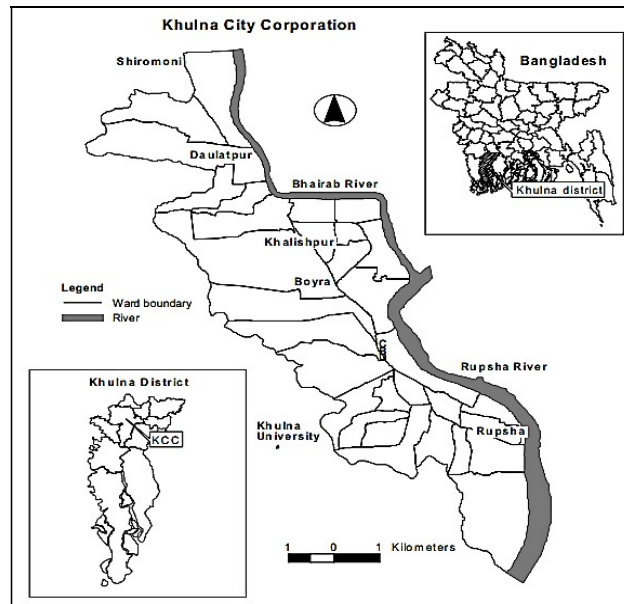 Khulna City Corporation
Shiromoni
Bangladesh
Daulatpur
Bhairab River
Khulna district
Khalishpur
Boyra
Legend
Ward boundary
River
CBD
Rupsha River
Khulna District
KCC
Khulna
University
Rupsha
1 0 1 Kilometers